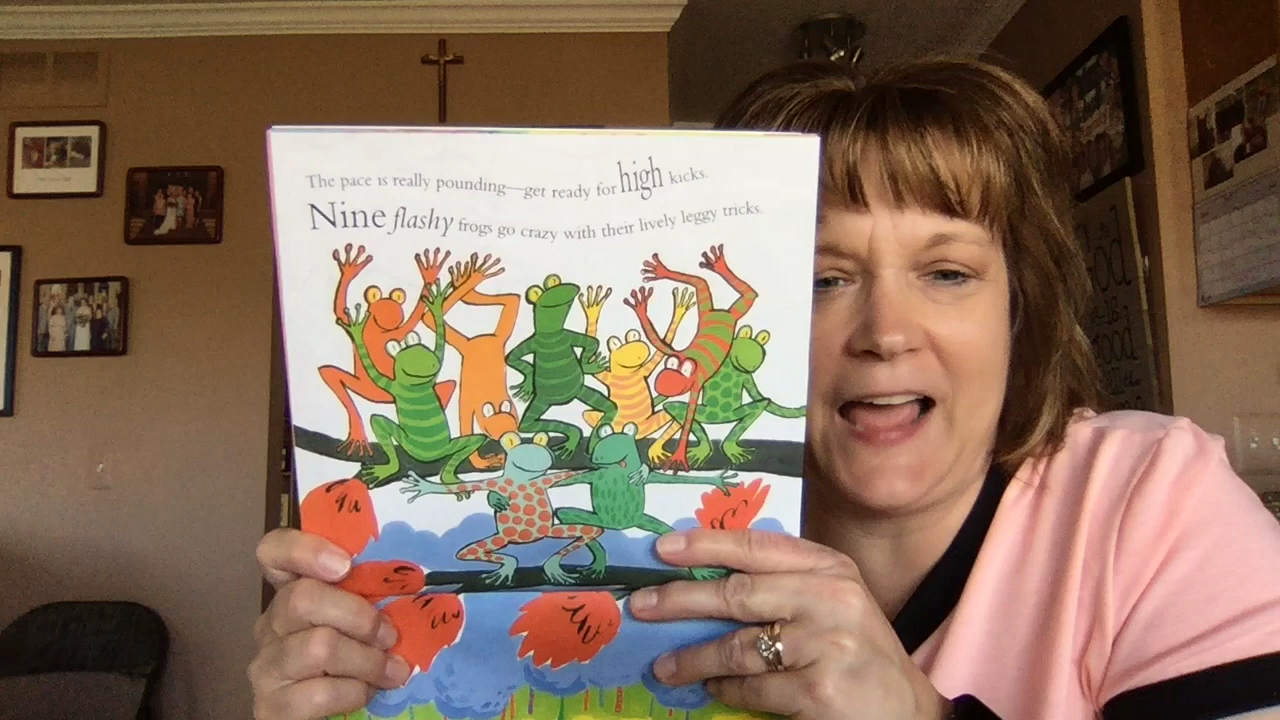 The pace is really pounding—get ready for high kicks.
Nine flashy frogs go crazy with their lively leggy tricks.